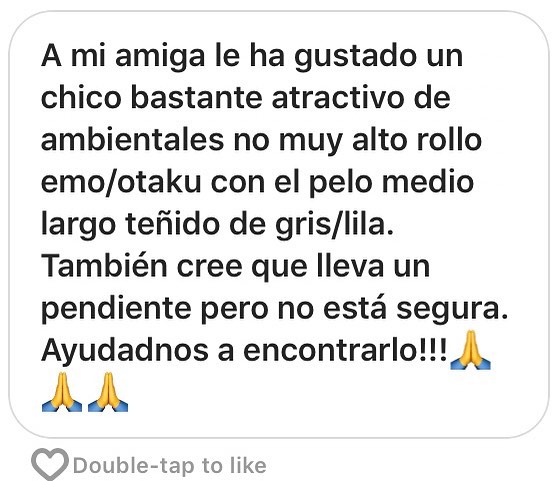 A mi amiga le ha gustado un
chico bastante atractivo de
ambientales no muy alto rollo
emo/otaku con el pelo medio
largo teñido de gris/lila.
También cree que lleva un
pendiente pero no está segura.
Ayudadnos a encontrarlo!!!🙏
🙏🙏
Double-tap to like